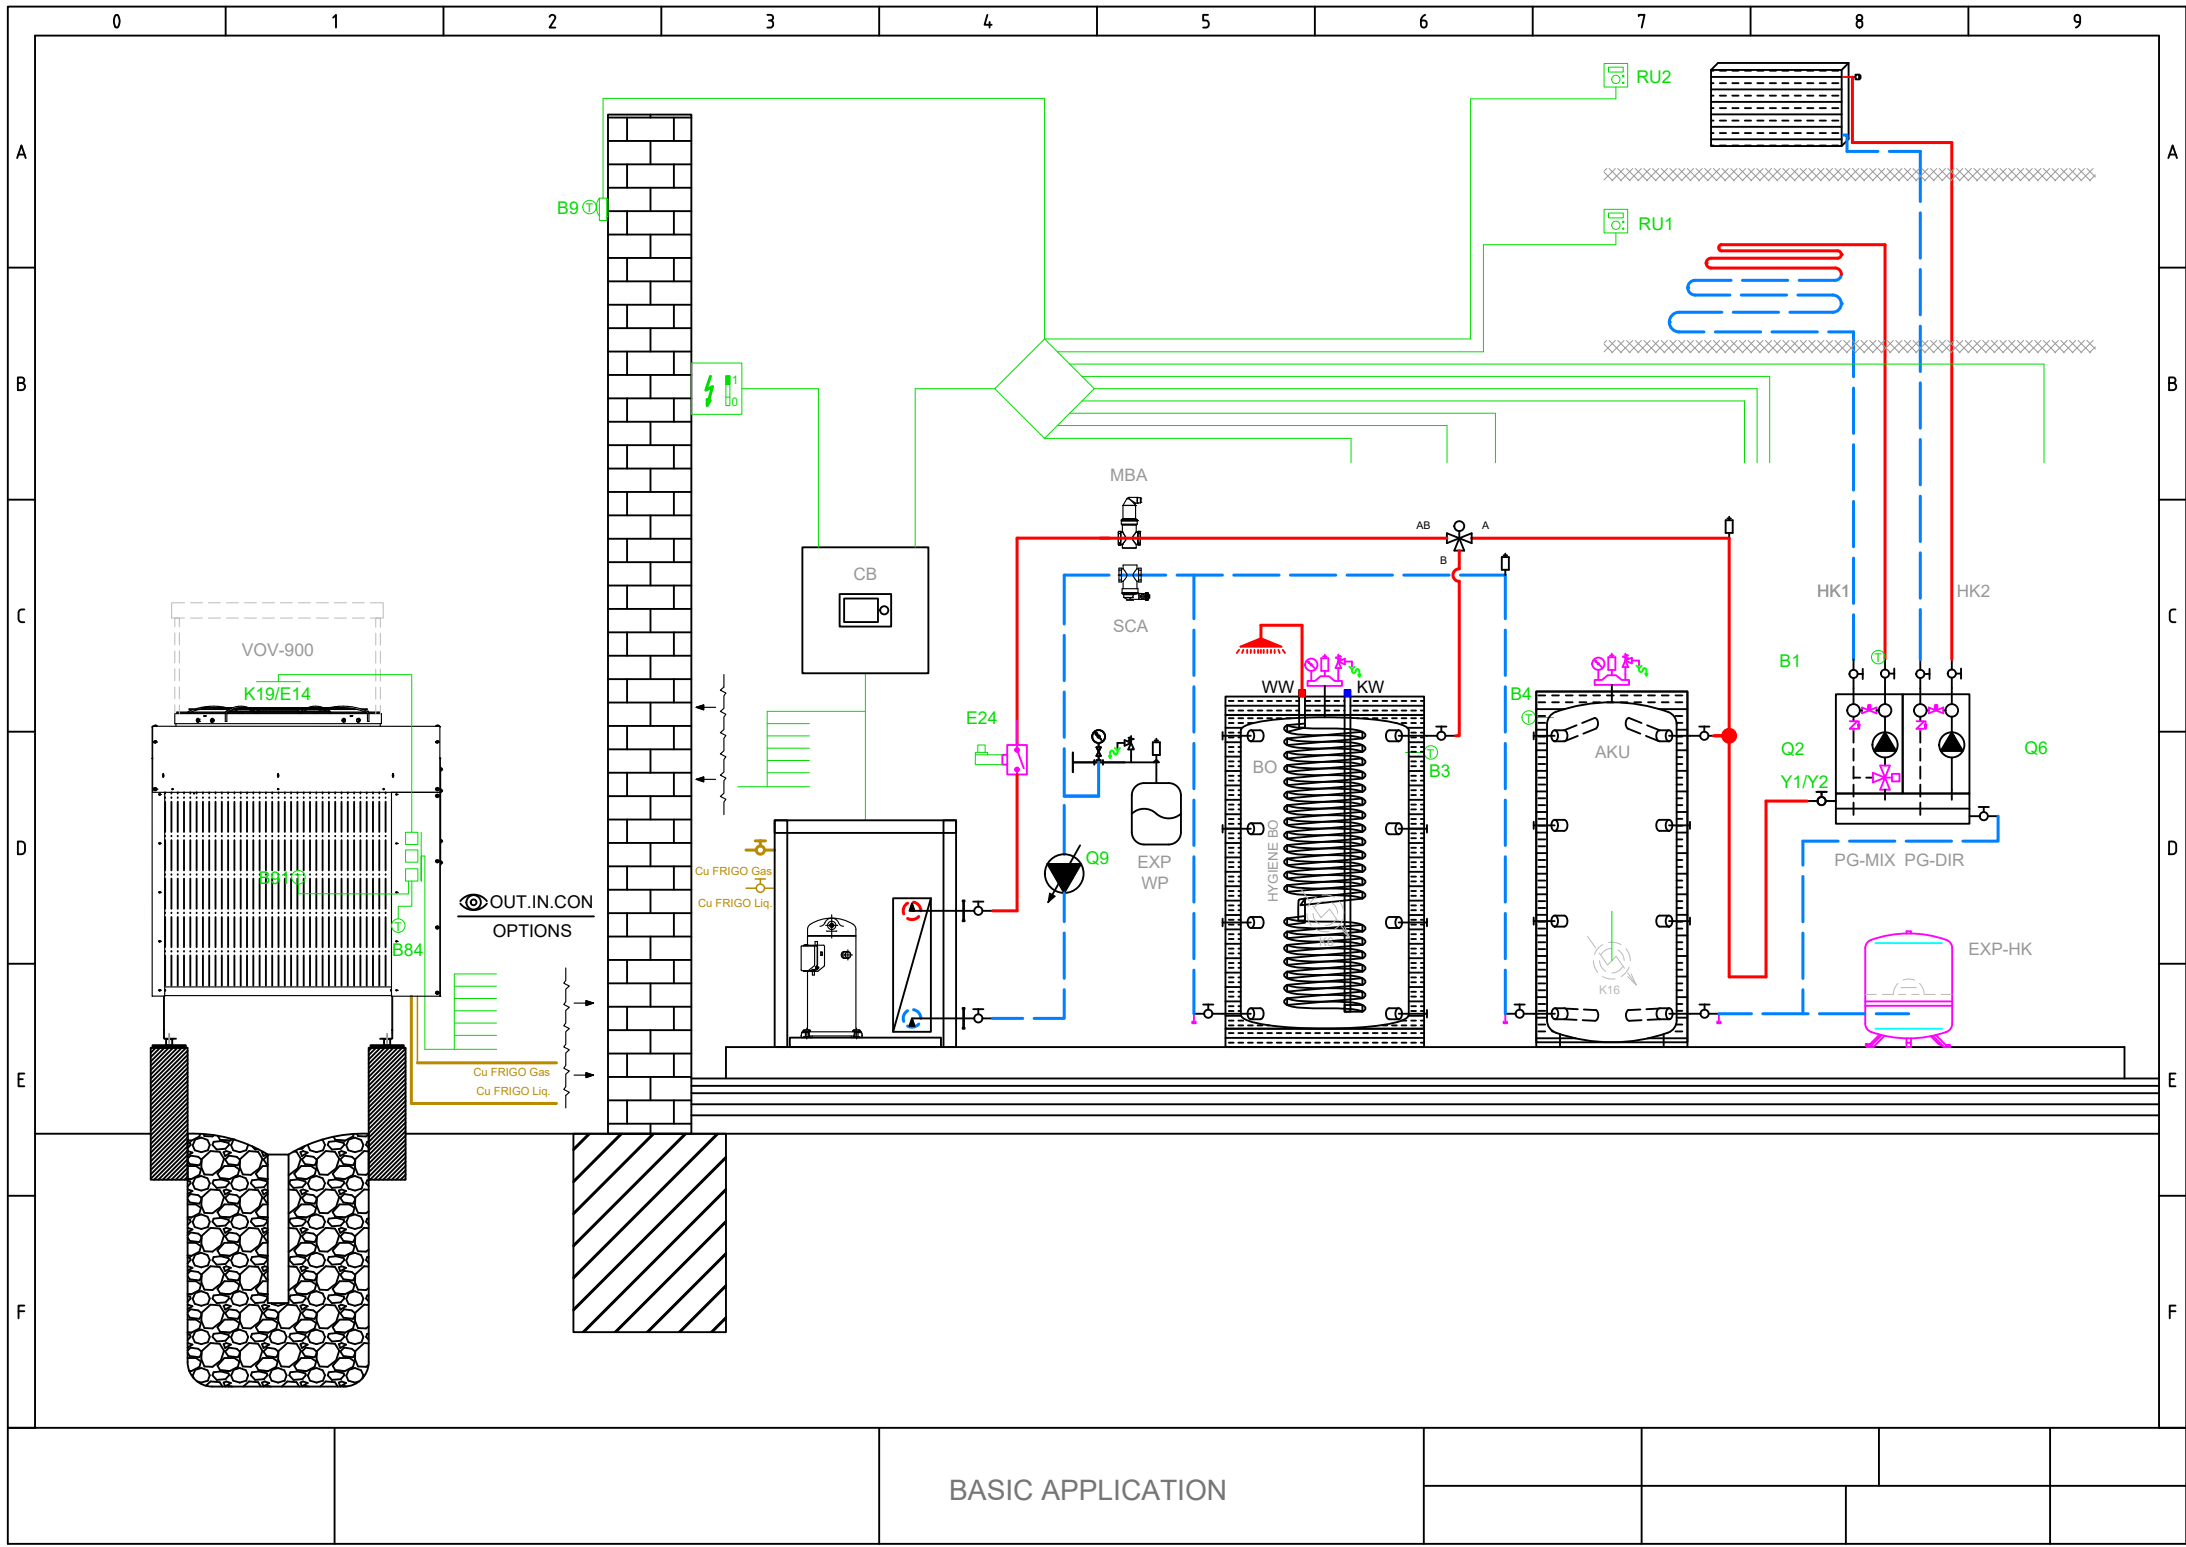 0 1 2 3 4 5 6 7 8 9
RU2
A A
B9
RU1
B B
1
0
MBA
AB A
B
CB
HK1 HK2
C C
SCA
VOV-900
B1
K19/E14
WW KW
B4
E24
Q2 Q6
AKU
BO
B3
Y1/Y2
HYGIENE BO
D D
Q9
EXP
WP
PG-MIX PG-DIR
Cu FRIGO Gas
B91
Cu FRIGO Liq.
OUT.IN.CON
OPTIONS
B84
EXP-HK
K16
Cu FRIGO Gas
E E
Cu FRIGO Liq.
F F
BASIC APPLICATION